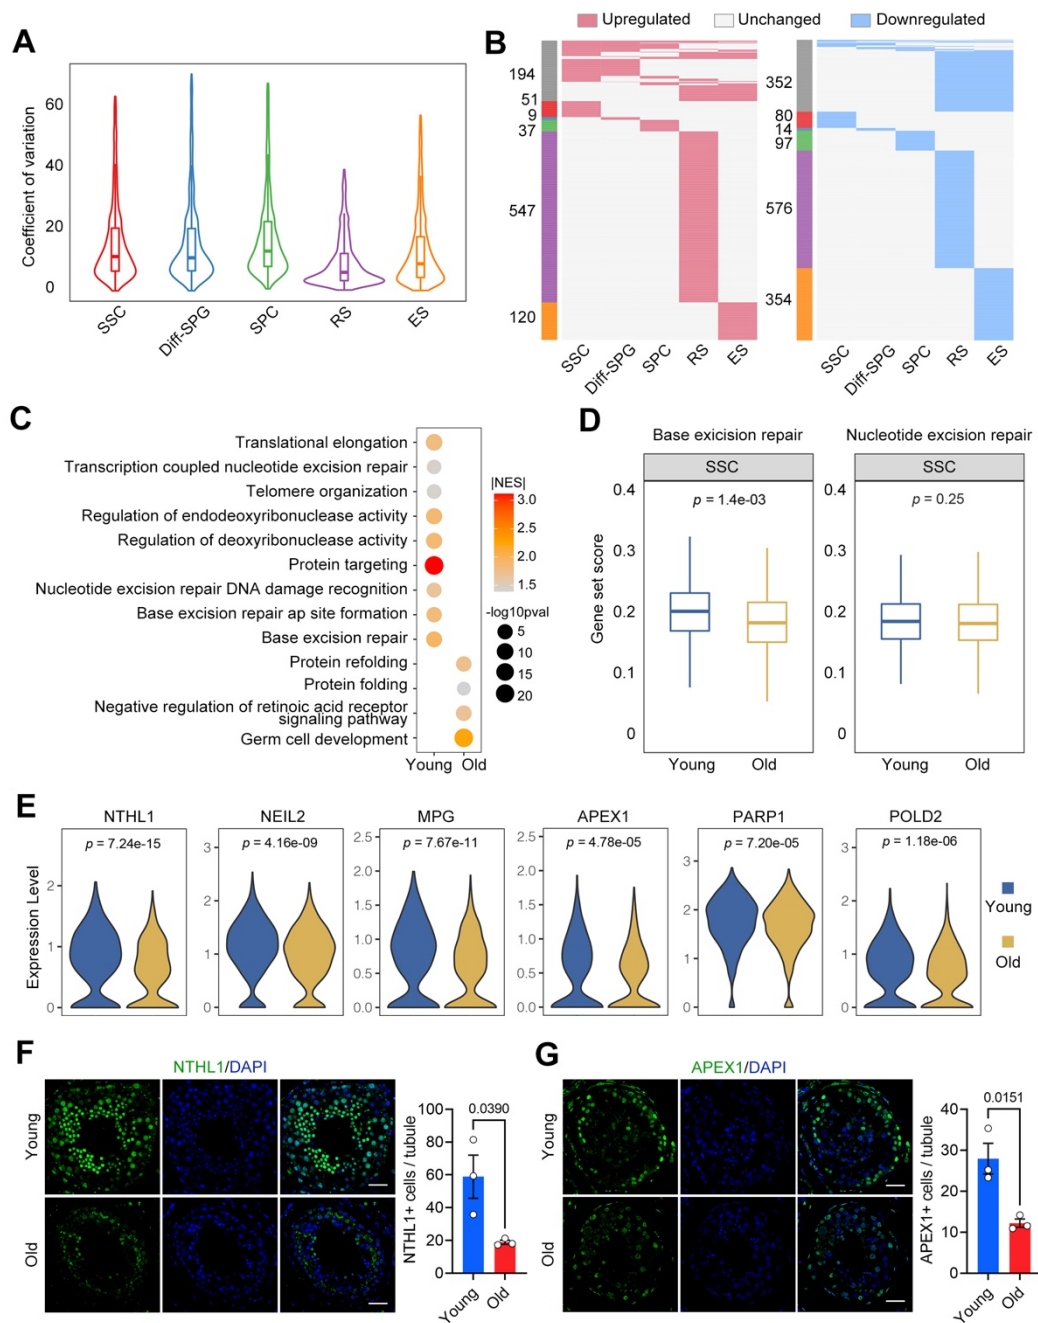 A
Coefficient of variation
60
40
20
0
SSC
Diff-SPG
SPC
RS
ES
B
Upregulated
Unchanged
Downregulated
194
51
9
37
547
120
SSC
Diff-SPG
SPC
RS
ES
352
80
14
97
576
354
SSC
Diff-SPG
SPC
RS
ES
C
Translational elongation
Transcription coupled nucleotide excision repair
Telomere organization
Regulation of endodeoxyribonuclease activity
Regulation of deoxyribonuclease activity
Protein targeting
Nucleotide excision repair DNA damage recognition
Base excision repair ap site formation
Base excision repair
Protein refolding
Protein folding
Negative regulation of retinoic acid receptor
signaling pathway
Germ cell development
Young Old
|NES|
3.0
2.5
2.0
1.5
-log10pval
5
10
15
20
D
Base exicision repair
Nucleotide excision repair
SSC
SSC
p = 1.4e-03
p = 0.25
Gene set score
0.4
0.3
0.2
0.1
0
Young Old
Young Old
E
Expression Level
NTHL1
p = 7.24e-15
2
1
0
NEIL2
p = 4.16e-09
3
2
1
0
MPG
p = 7.67e-11
2.5
2.0
1.5
1.0
0.5
0.0
APEX1
p = 4.78e-05
2.5
2.0
1.5
1.0
0.5
0.0
PARP1
p = 7.20e-05
3
2
1
0
POLD2
p = 1.18e-06
3
2
1
0
Young
Old
F
NTHL1/DAPI
Young
Old
NTHL1+ cells / tubule
100
80
60
40
20
0
0.0390
Young
Old
G
APEX1/DAPI
Young
Old
APEX1+ cells / tubule
40
30
20
10
0
0.0151
Young
Old